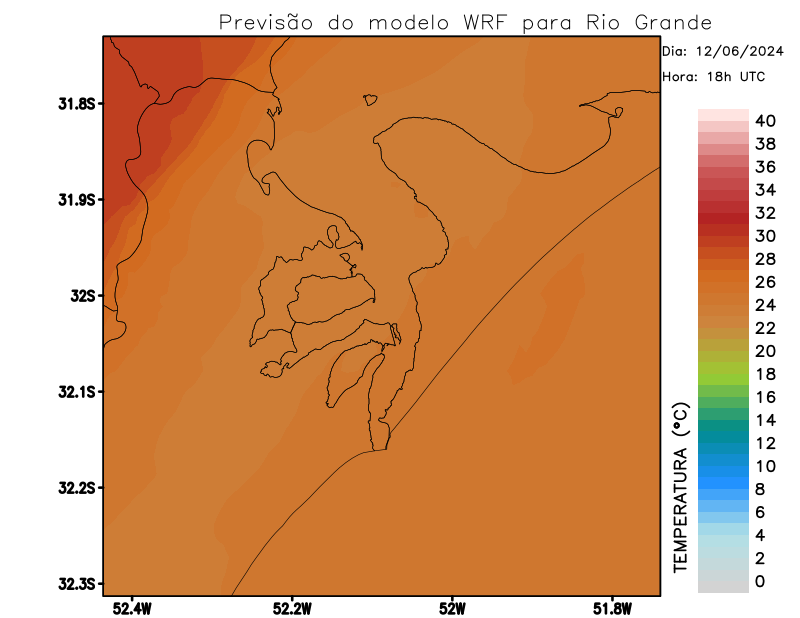 Previsão do modelo WRF para Rio Grande
Dia: 12/06/2024
Hora: 18h UTC
31.8S
31.9S
32S
32.1S
32.2S
32.3S
52.4W
52.2W
52W
51.8W
TEMPERATURA (°C)
40
38
36
34
32
30
28
26
24
22
20
18
16
14
12
10
8
6
4
2
0